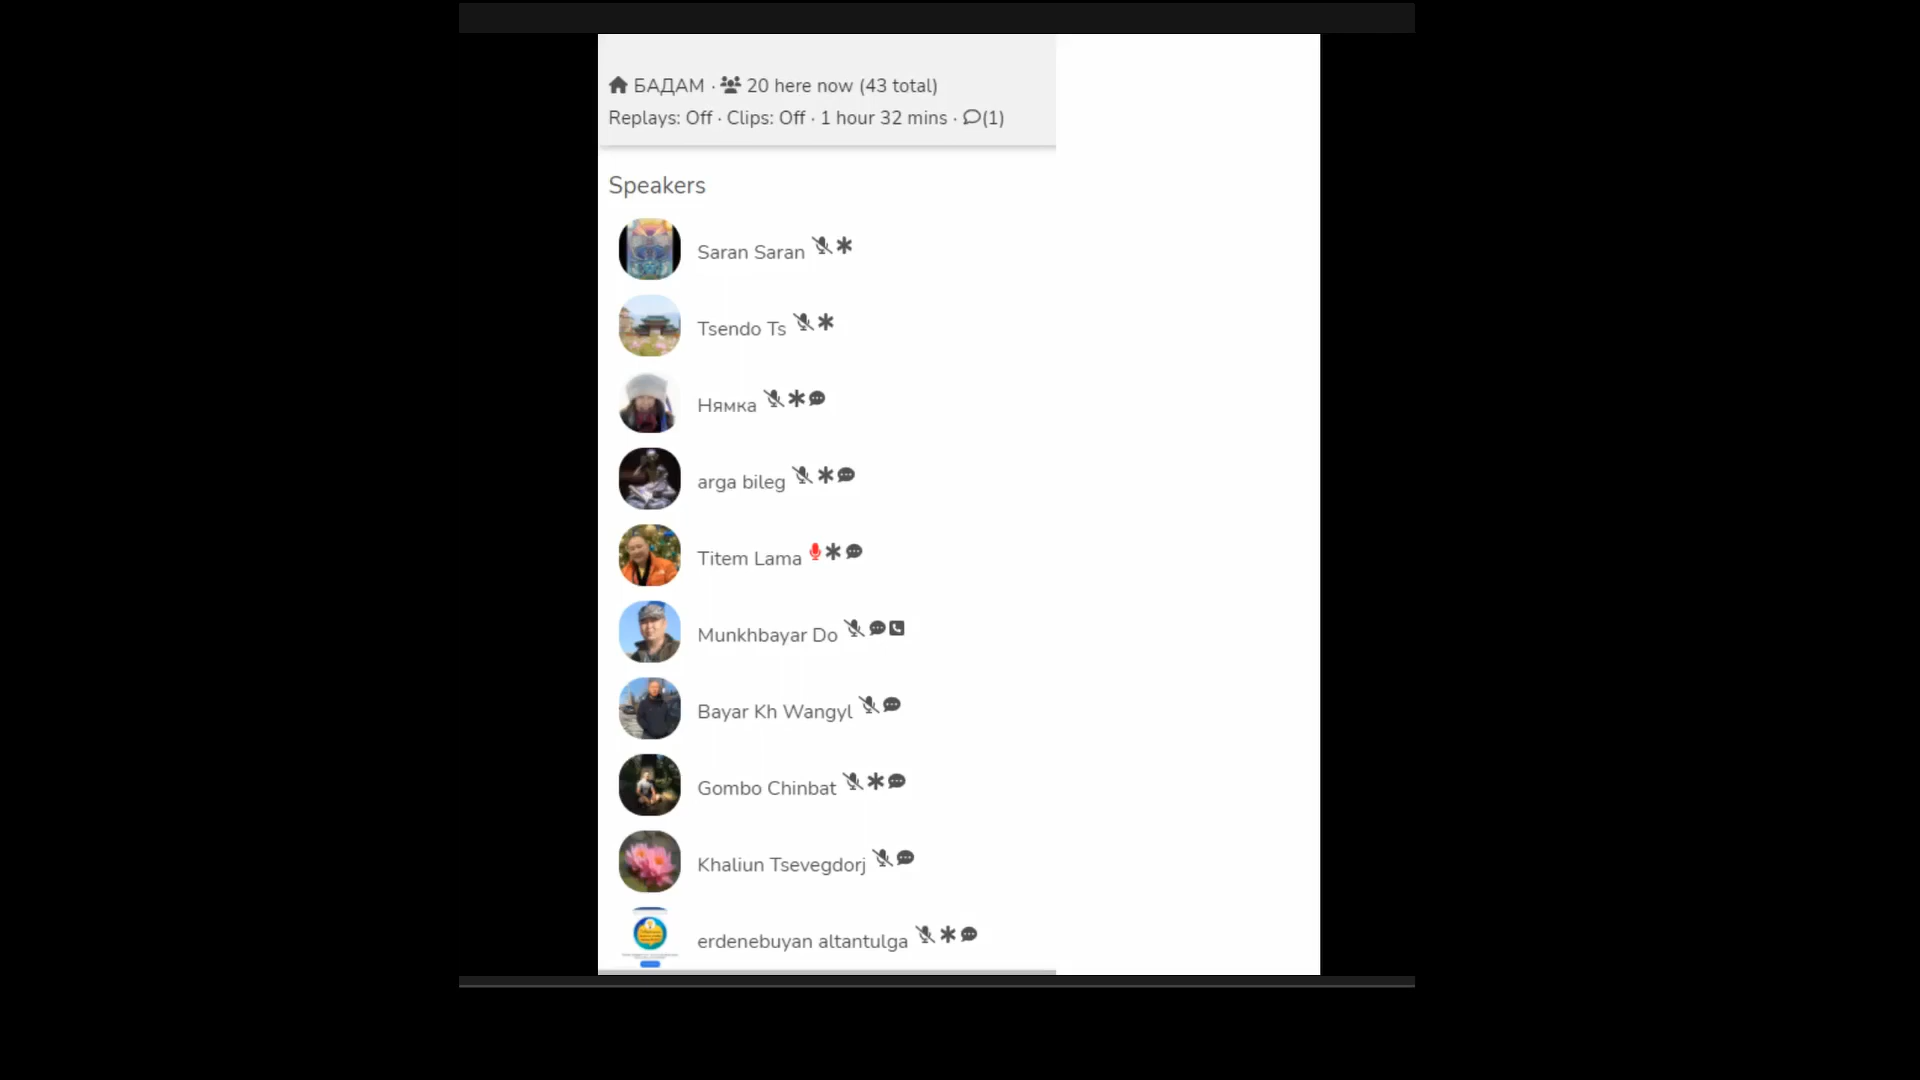 БАДАМ · 20 here now (43 total)
Replays: Off · Clips: Off · 1 hour 32 mins · (1)
Speakers
Saran Saran
Tsendo Ts
Нямка
arga bileg
Titem Lama
Munkhbayar Do
Bayar Kh Wangyl
Gombo Chinbat
Khaliun Tsevegdorj
erdenebuyan altantulga